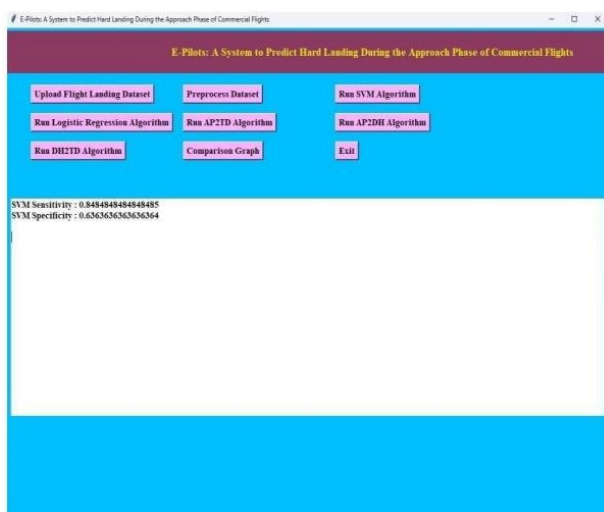 E-Pilots: A System to Predict Hard Landing During the Approach Phase of Commercial Flights
E-Pilots: A System to Predict Hard Landing During the Approach Phase of Commercial Flights
Upload Flight Landing Dataset Preprocess Dataset Run SVM Algorithm
Run Logistic Regression Algorithm Run AP2TD Algorithm Run AP2DH Algorithm
Run DH2TD Algorithm Comparison Graph Exit
SVM Sensitivity : 0.8484848484848485
SVM Specificity : 0.6363636363636364